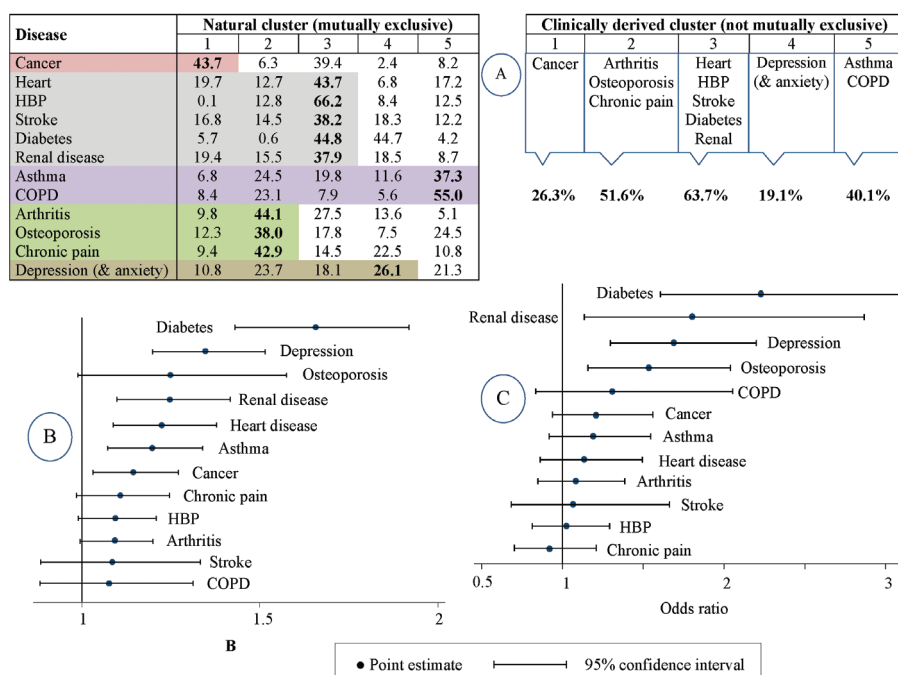 Disease Natural cluster (mutually exclusive)
1 2 3 4 5
Cancer 43.7 6.3 39.4 2.4 8.2
Heart 19.7 12.7 43.7 6.8 17.2
HBP 0.1 12.8 66.2 8.4 12.5
Stroke 16.8 14.5 38.2 18.3 12.2
Diabetes 5.7 0.6 44.8 44.7 4.2
Renal disease 19.4 15.5 37.9 18.5 8.7
Asthma 6.8 24.5 19.8 11.6 37.3
COPD 8.4 23.1 7.9 5.6 55.0
Arthritis 9.8 44.1 27.5 13.6 5.1
Osteoporosis 12.3 38.0 17.8 7.5 24.5
Chronic pain 9.4 42.9 14.5 22.5 10.8
Depression (& anxiety) 10.8 23.7 18.1 26.1 21.3
A
Clinically derived cluster (not mutually exclusive)
1 2 3 4 5
Cancer Arthritis Heart Depression Asthma
Osteoporosis HBP (& anxiety) COPD
Chronic pain Stroke
Diabetes
Renal
26.3% 51.6% 63.7% 19.1% 40.1%
B
Diabetes
Depression
Osteoporosis
Renal disease
Heart disease
Asthma
Cancer
Chronic pain
HBP
Arthritis
Stroke
COPD
1 1.5 2
B
C
Diabetes
Renal disease
Depression
Osteoporosis
COPD
Cancer
Asthma
Heart disease
Arthritis
Stroke
HBP
Chronic pain
0.5 1 2 3
Odds ratio
Point estimate 95% confidence interval